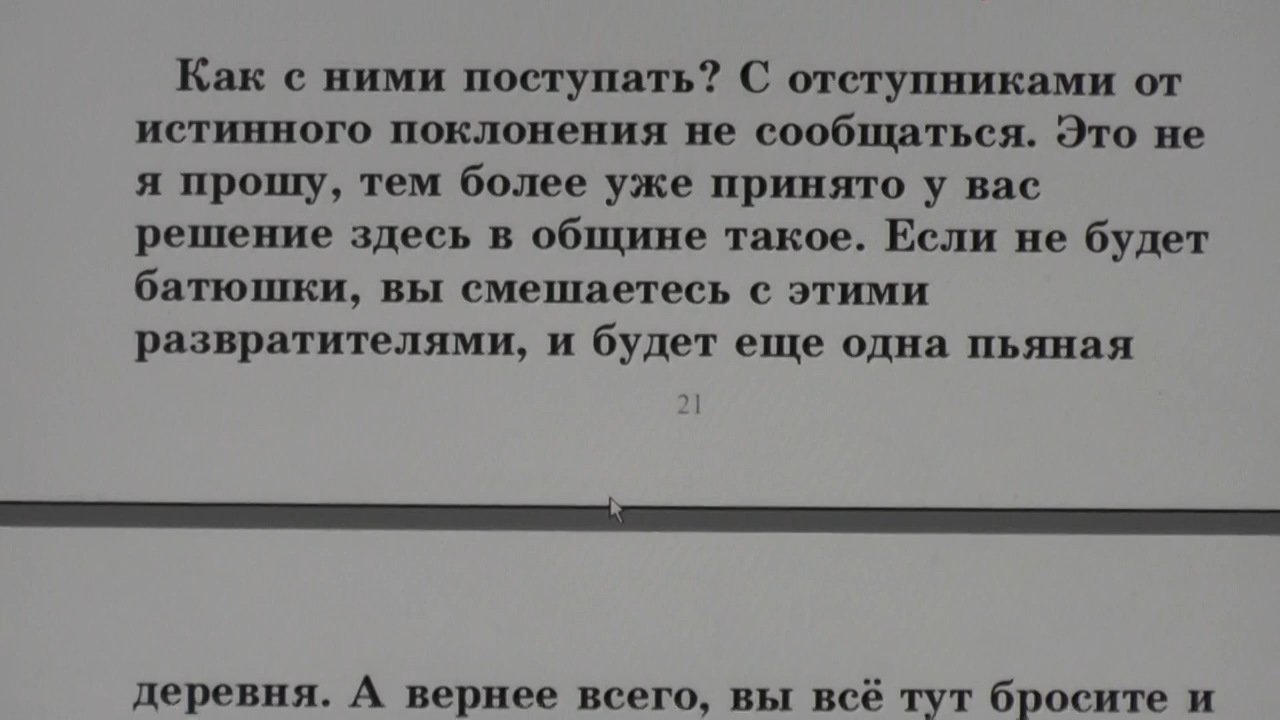 Как с ними поступать? С отступниками от
истинного поклонения не сообщаться. Это не
я прошу, тем более уже принято у вас
решение здесь в общине такое. Если не будет
батюшки, вы смешаетесь с этими
развратителями, и будет еще одна пьяная
21
деревня. А вернее всего, вы всё тут бросите и